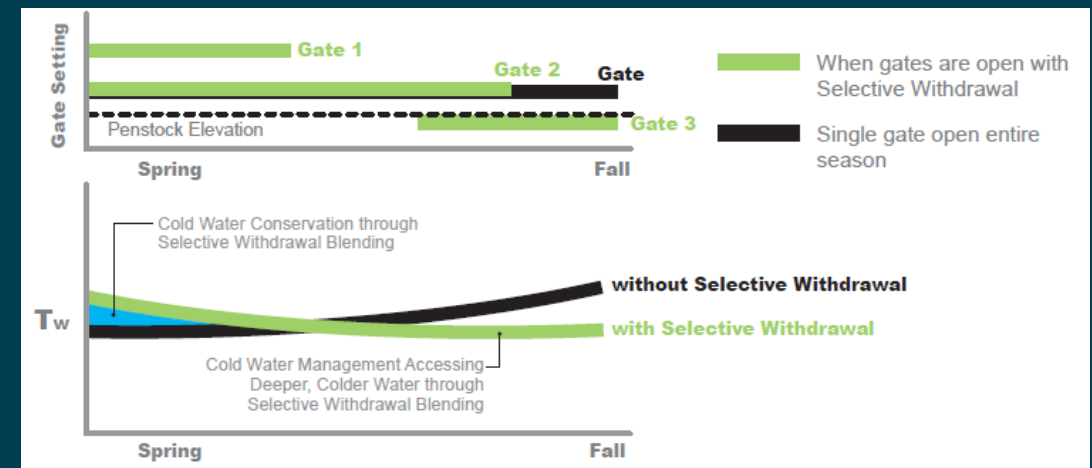 Gate Setting
Gate 1
Gate 2
Gate
Penstock Elevation
Gate 3
Spring
Fall
When gates are open with
Selective Withdrawal
Single gate open entire
season
Cold Water Conservation through
Selective Withdrawal Blending
without Selective Withdrawal
Tw
with Selective Withdrawal
Cold Water Management Accessing
Deeper, Colder Water through
Selective Withdrawal Blending
Spring
Fall